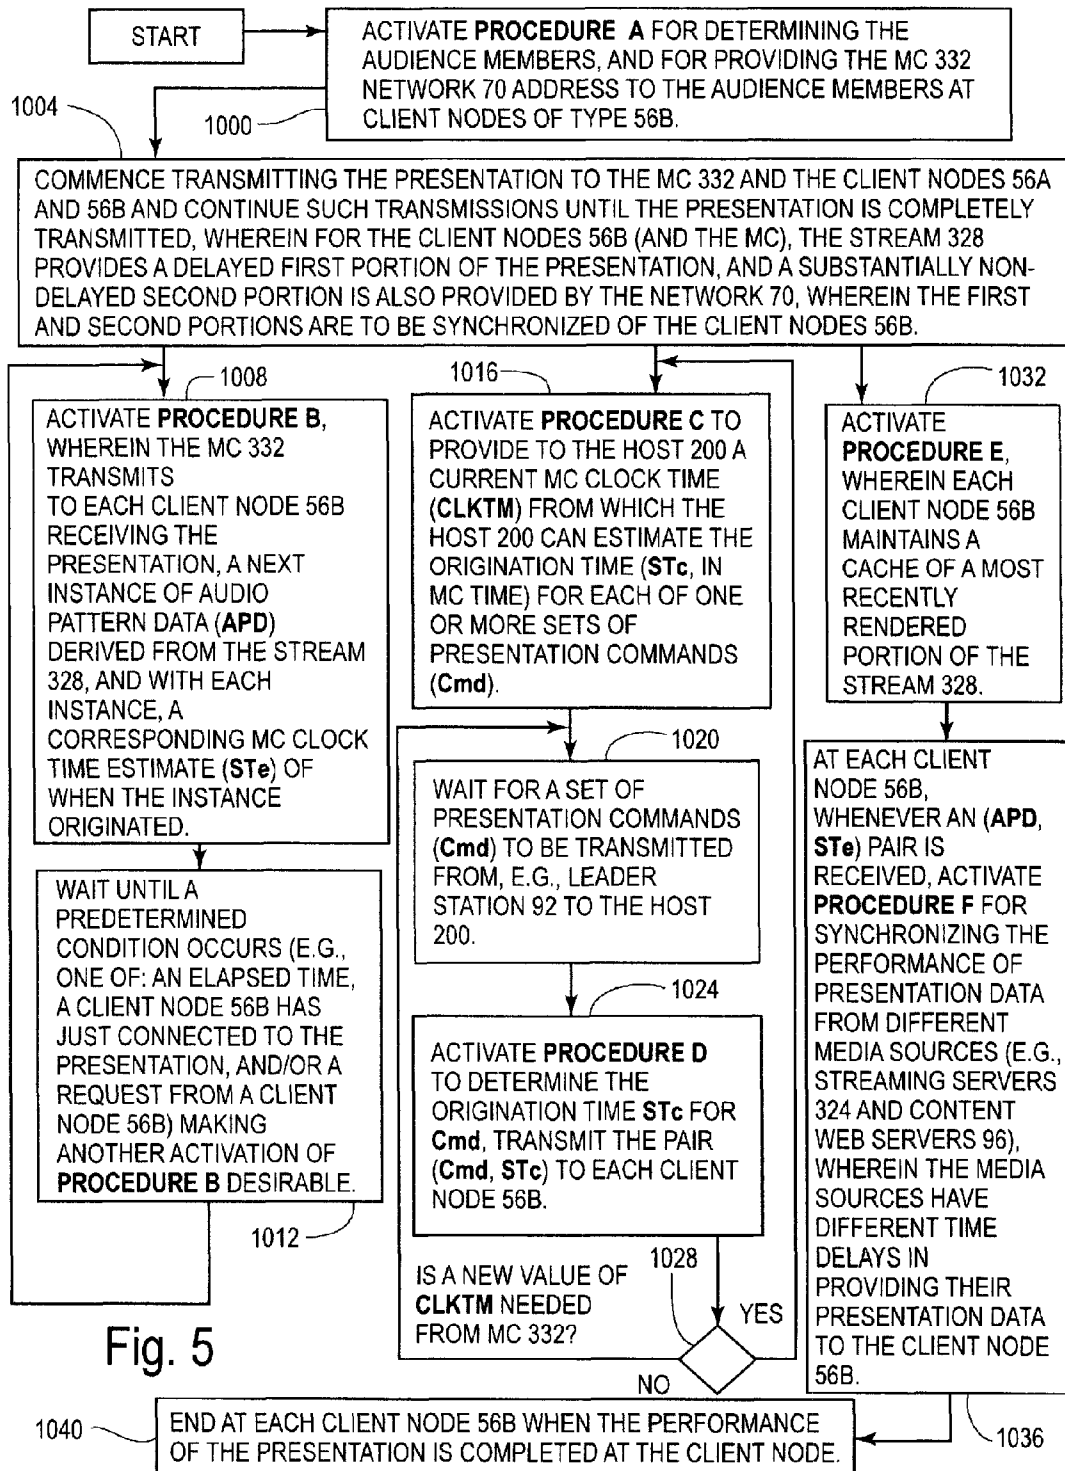 START
ACTIVATE PROCEDURE A FOR DETERMINING THE
AUDIENCE MEMBERS, AND FOR PROVIDING THE MC 332
NETWORK 70 ADDRESS TO THE AUDIENCE MEMBERS AT
CLIENT NODES OF TYPE 56B.
1000
1004
COMMENCE TRANSMITTING THE PRESENTATION TO THE MC 332 AND THE CLIENT NODES 56A
AND 56B AND CONTINUE SUCH TRANSMISSIONS UNTIL THE PRESENTATION IS COMPLETELY
TRANSMITTED, WHEREIN FOR THE CLIENT NODES 56B (AND THE MC), THE STREAM 328
PROVIDES A DELAYED FIRST PORTION OF THE PRESENTATION, AND A SUBSTANTIALLY NON-
DELAYED SECOND PORTION IS ALSO PROVIDED BY THE NETWORK 70, WHEREIN THE FIRST
AND SECOND PORTIONS ARE TO BE SYNCHRONIZED OF THE CLIENT NODES 56B.
1008
ACTIVATE PROCEDURE B,
WHEREIN THE MC 332
TRANSMITS
TO EACH CLIENT NODE 56B
RECEIVING THE
PRESENTATION, A NEXT
INSTANCE OF AUDIO
PATTERN DATA (APD)
DERIVED FROM THE STREAM
328, AND WITH EACH
INSTANCE, A
CORRESPONDING MC CLOCK
TIME ESTIMATE (STe) OF
WHEN THE INSTANCE
ORIGINATED.
WAIT UNTIL A
PREDETERMINED
CONDITION OCCURS (E.G.,
ONE OF: AN ELAPSED TIME,
A CLIENT NODE 56B HAS
JUST CONNECTED TO THE
PRESENTATION, AND/OR A
REQUEST FROM A CLIENT
NODE 56B) MAKING
ANOTHER ACTIVATION OF
PROCEDURE B DESIRABLE.
1012
1016
ACTIVATE PROCEDURE C TO
PROVIDE TO THE HOST 200 A
CURRENT MC CLOCK TIME
(CLKTM) FROM WHICH THE
HOST 200 CAN ESTIMATE THE
ORIGINATION TIME (STc, IN
MC TIME) FOR EACH OF ONE
OR MORE SETS OF
PRESENTATION COMMANDS
(Cmd).
1020
WAIT FOR A SET OF
PRESENTATION COMMANDS
(Cmd) TO BE TRANSMITTED
FROM, E.G., LEADER
STATION 92 TO THE HOST
200.
1024
ACTIVATE PROCEDURE D
TO DETERMINE THE
ORIGINATION TIME STc FOR
Cmd, TRANSMIT THE PAIR
(Cmd, STc) TO EACH CLIENT
NODE 56B.
1028
IS A NEW VALUE OF
CLKTM NEEDED
FROM MC 332?
YES
NO
1032
ACTIVATE
PROCEDURE E,
WHEREIN EACH
CLIENT NODE 56B
MAINTAINS A
CACHE OF A MOST
RECENTLY
RENDERED
PORTION OF THE
STREAM 328.
AT EACH CLIENT
NODE 56B,
WHENEVER AN (APD,
STe) PAIR IS
RECEIVED, ACTIVATE
PROCEDURE F FOR
SYNCHRONIZING THE
PERFORMANCE OF
PRESENTATION DATA
FROM DIFFERENT
MEDIA SOURCES (E.G.,
STREAMING SERVERS
324 AND CONTENT
WEB SERVERS 96),
WHEREIN THE MEDIA
SOURCES HAVE
DIFFERENT TIME
DELAYS IN
PROVIDING THEIR
PRESENTATION DATA
TO THE CLIENT NODE
56B.
1036
Fig. 5
1040
END AT EACH CLIENT NODE 56B WHEN THE PERFORMANCE
OF THE PRESENTATION IS COMPLETED AT THE CLIENT NODE.